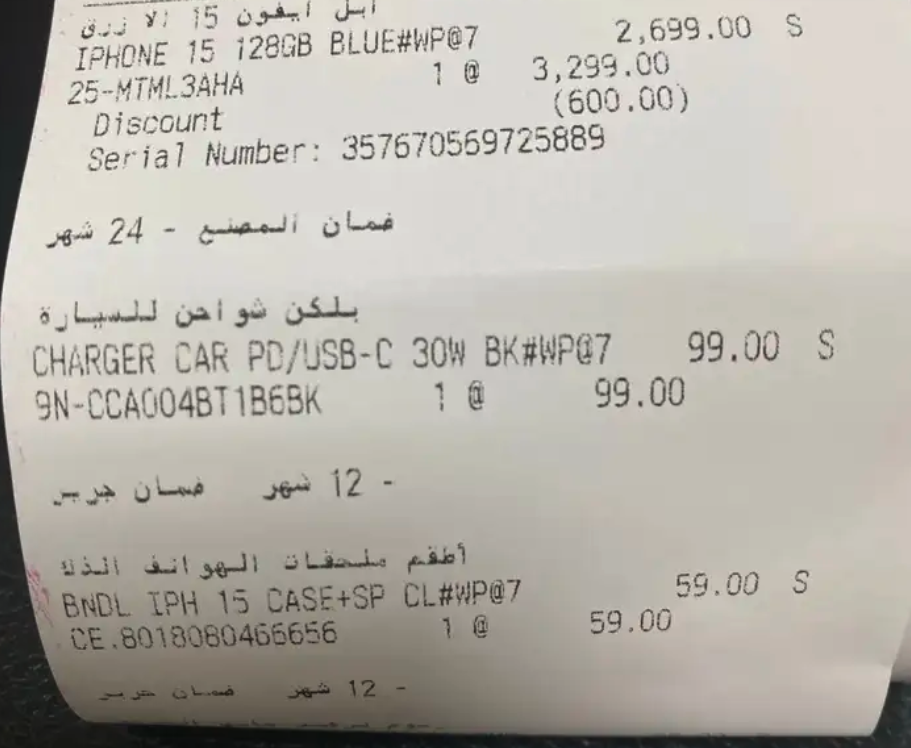 ابل ايفون 15 الا زرق
IPHONE 15 128GB BLUE#WP@7 2,699.00 S
25-MTML3AHA 1 @ 3,299.00
Discount (600.00)
Serial Number: 357670569725889
ضمان المصنع - 24 شهر
بلكن شواحن للسيارة
CHARGER CAR PD/USB-C 30W BK#WP@7 99.00 S
9N-CCA004BT1B6BK 1 @ 99.00
ضمان جرير - 12 شهر
أطقم ملحقات الهواتف الذك
BNDL IPH 15 CASE+SP CL#WP@7 59.00 S
CE.8018080466656 1 @ 59.00
ضمان جرير - 12 شهر